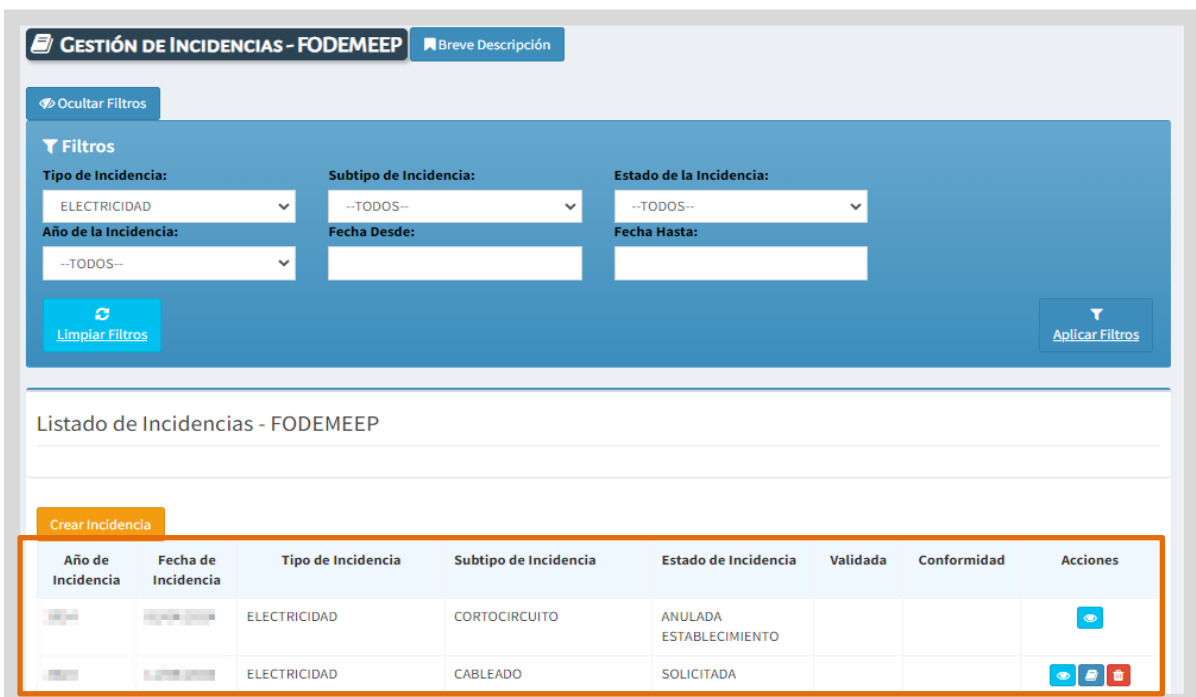 GESTIÓN DE INCIDENCIAS - FODEMEEP Breve Descripción
Ocultar Filtros
Filtros
Tipo de Incidencia: Subtipo de Incidencia: Estado de la Incidencia:
ELECTRICIDAD --TODOS-- --TODOS--
Año de la Incidencia: Fecha Desde: Fecha Hasta:
--TODOS--
Limpiar Filtros Aplicar Filtros
Listado de Incidencias - FODEMEEP
Crear Incidencia
Año de Fecha de Tipo de Incidencia Subtipo de Incidencia Estado de Incidencia Validada Conformidad Acciones
Incidencia Incidencia
ELECTRICIDAD CORTOCIRCUITO ANULADA
ESTABLECIMIENTO
ELECTRICIDAD CABLEADO SOLICITADA